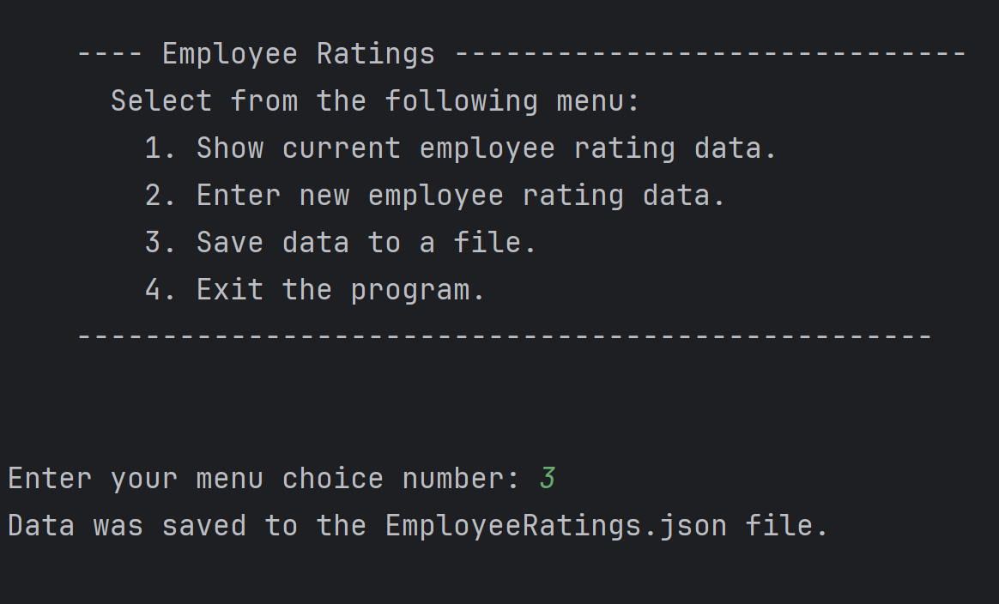 ---- Employee Ratings ------------------------------
Select from the following menu:
1. Show current employee rating data.
2. Enter new employee rating data.
3. Save data to a file.
4. Exit the program.
--------------------------------------------------
Enter your menu choice number: 3
Data was saved to the EmployeeRatings.json file.